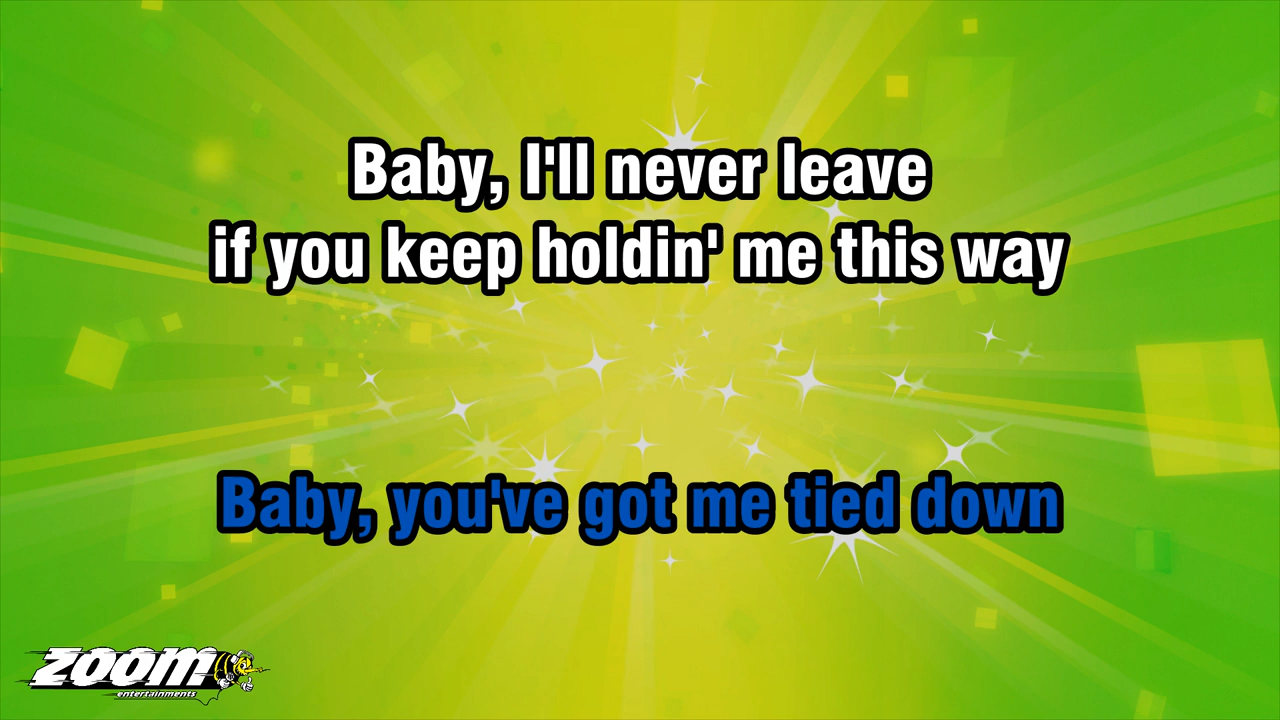 Baby, I'll never leave
if you keep holdin' me this way
Baby, you've got me tied down
ZOOM
entertainments